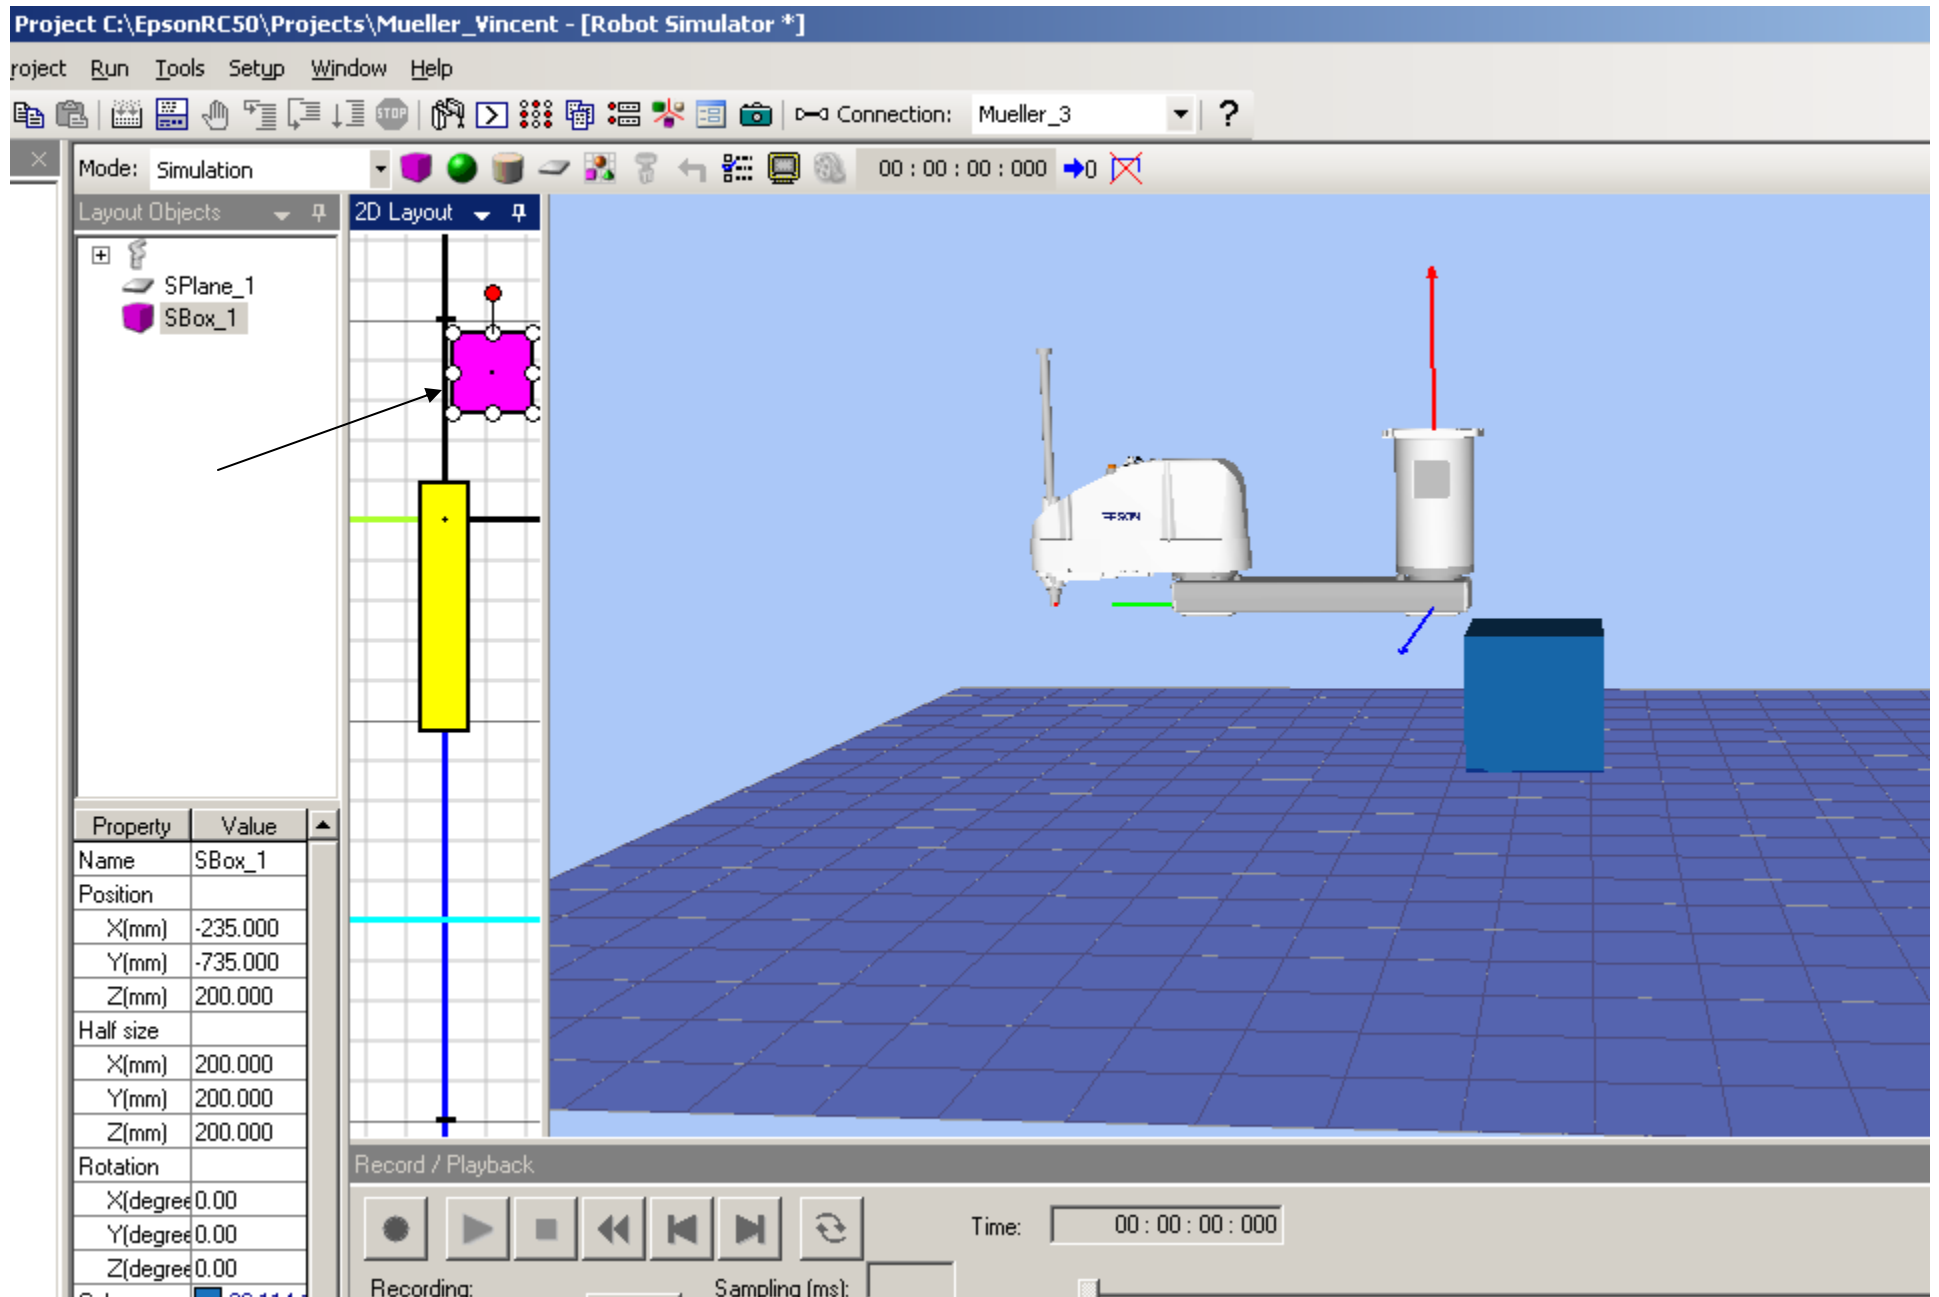 Project C:\EpsonRC50\Projects\Mueller_Vincent - [Robot Simulator *]
roject Run Tools Setup Window Help
STOP Connection: Mueller_3 ?
Mode: Simulation 00 : 00 : 00 : 000 0
Layout Objects 2D Layout
SPlane_1
SBox_1
EPSON
Property Value
Name SBox_1
Position
X(mm) -235.000
Y(mm) -735.000
Z(mm) 200.000
Half size
X(mm) 200.000
Y(mm) 200.000
Z(mm) 200.000
Rotation
X(degree 0.00
Y(degree 0.00
Z(degree 0.00
Record / Playback
Time: 00 : 00 : 00 : 000
Recording: Sampling (ms):